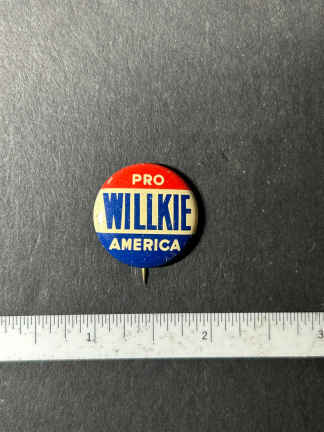 PRO
WILLKIE
AMERICA
1 2 3